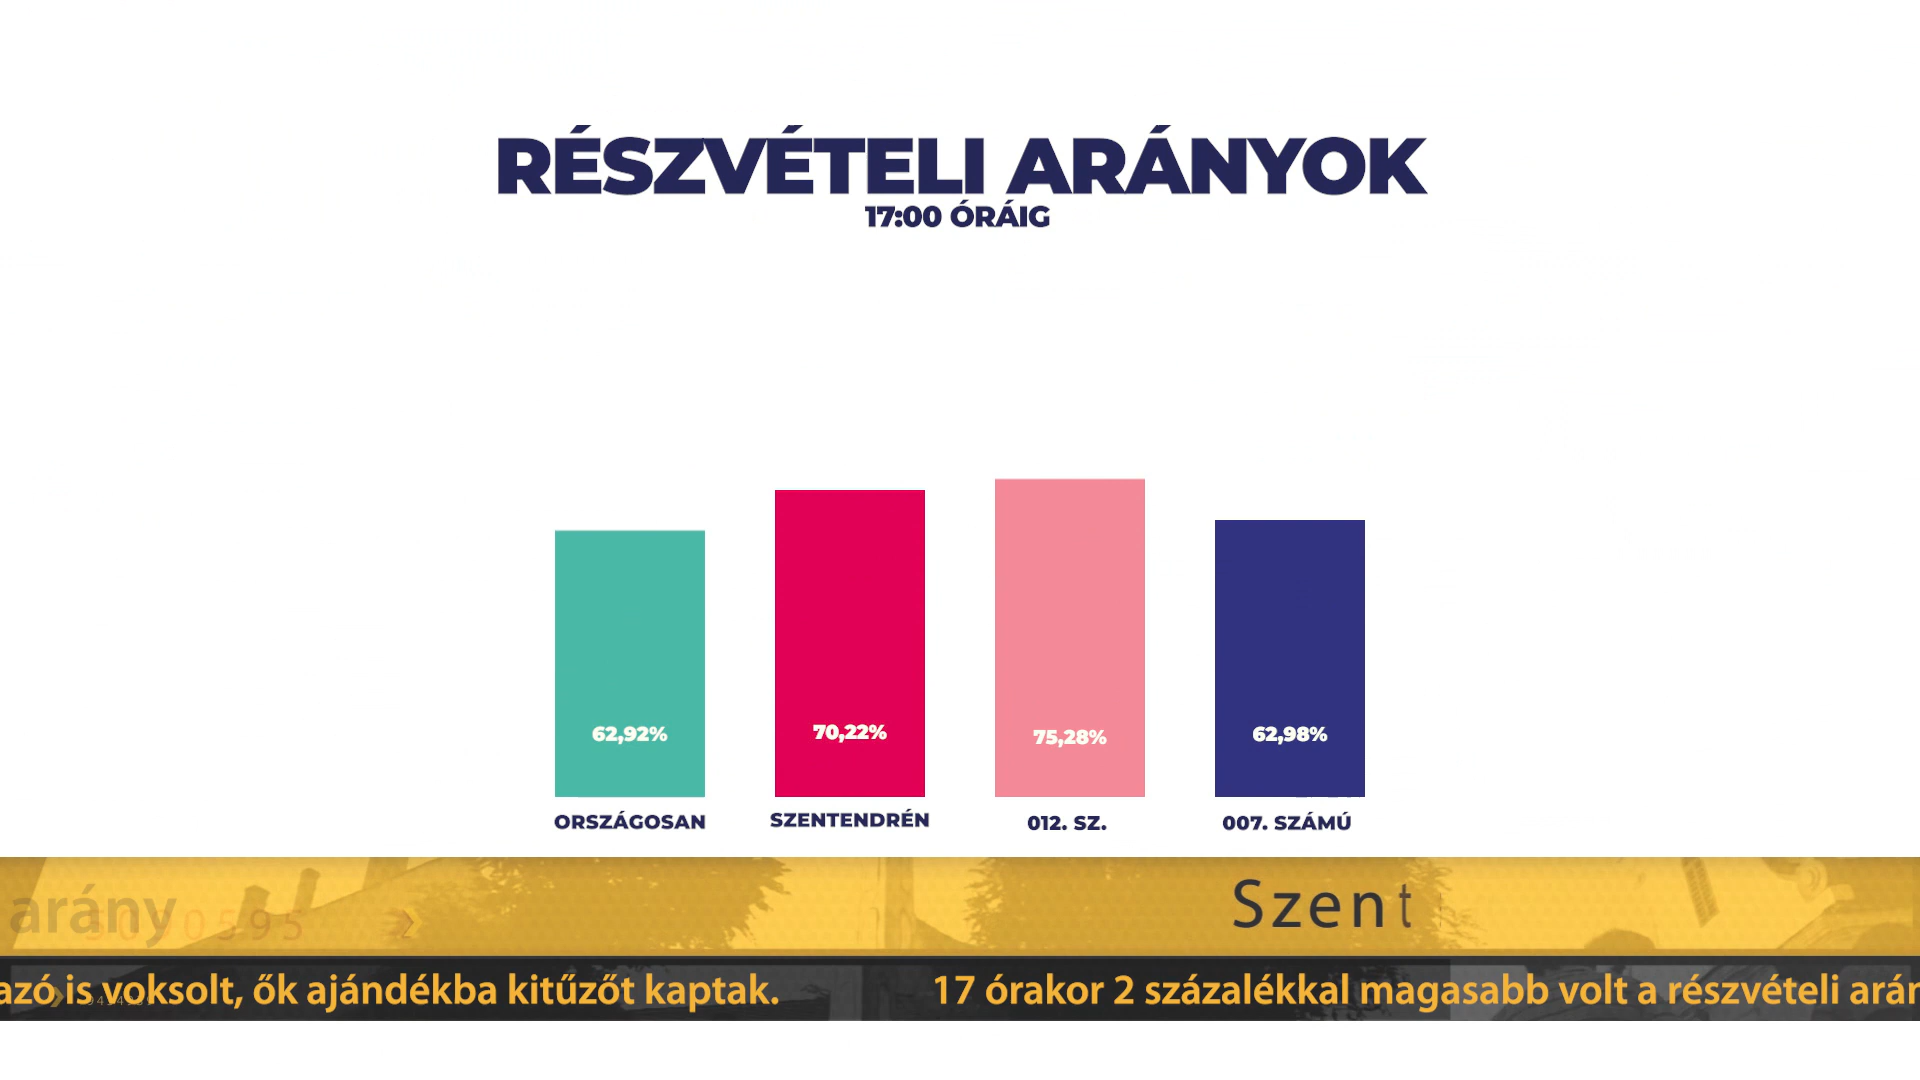 RÉSZVÉTELI ARÁNYOK
17:00 ÓRÁIG
62,92%
70,22%
75,28%
62,98%
ORSZÁGOSAN
SZENTENDRÉN
012. SZ.
007. SZÁMÚ
arány
Szent
azó is voksolt, ők ajándékba kitűzőt kaptak.
17 órakor 2 százalékkal magasabb volt a részvételi arán